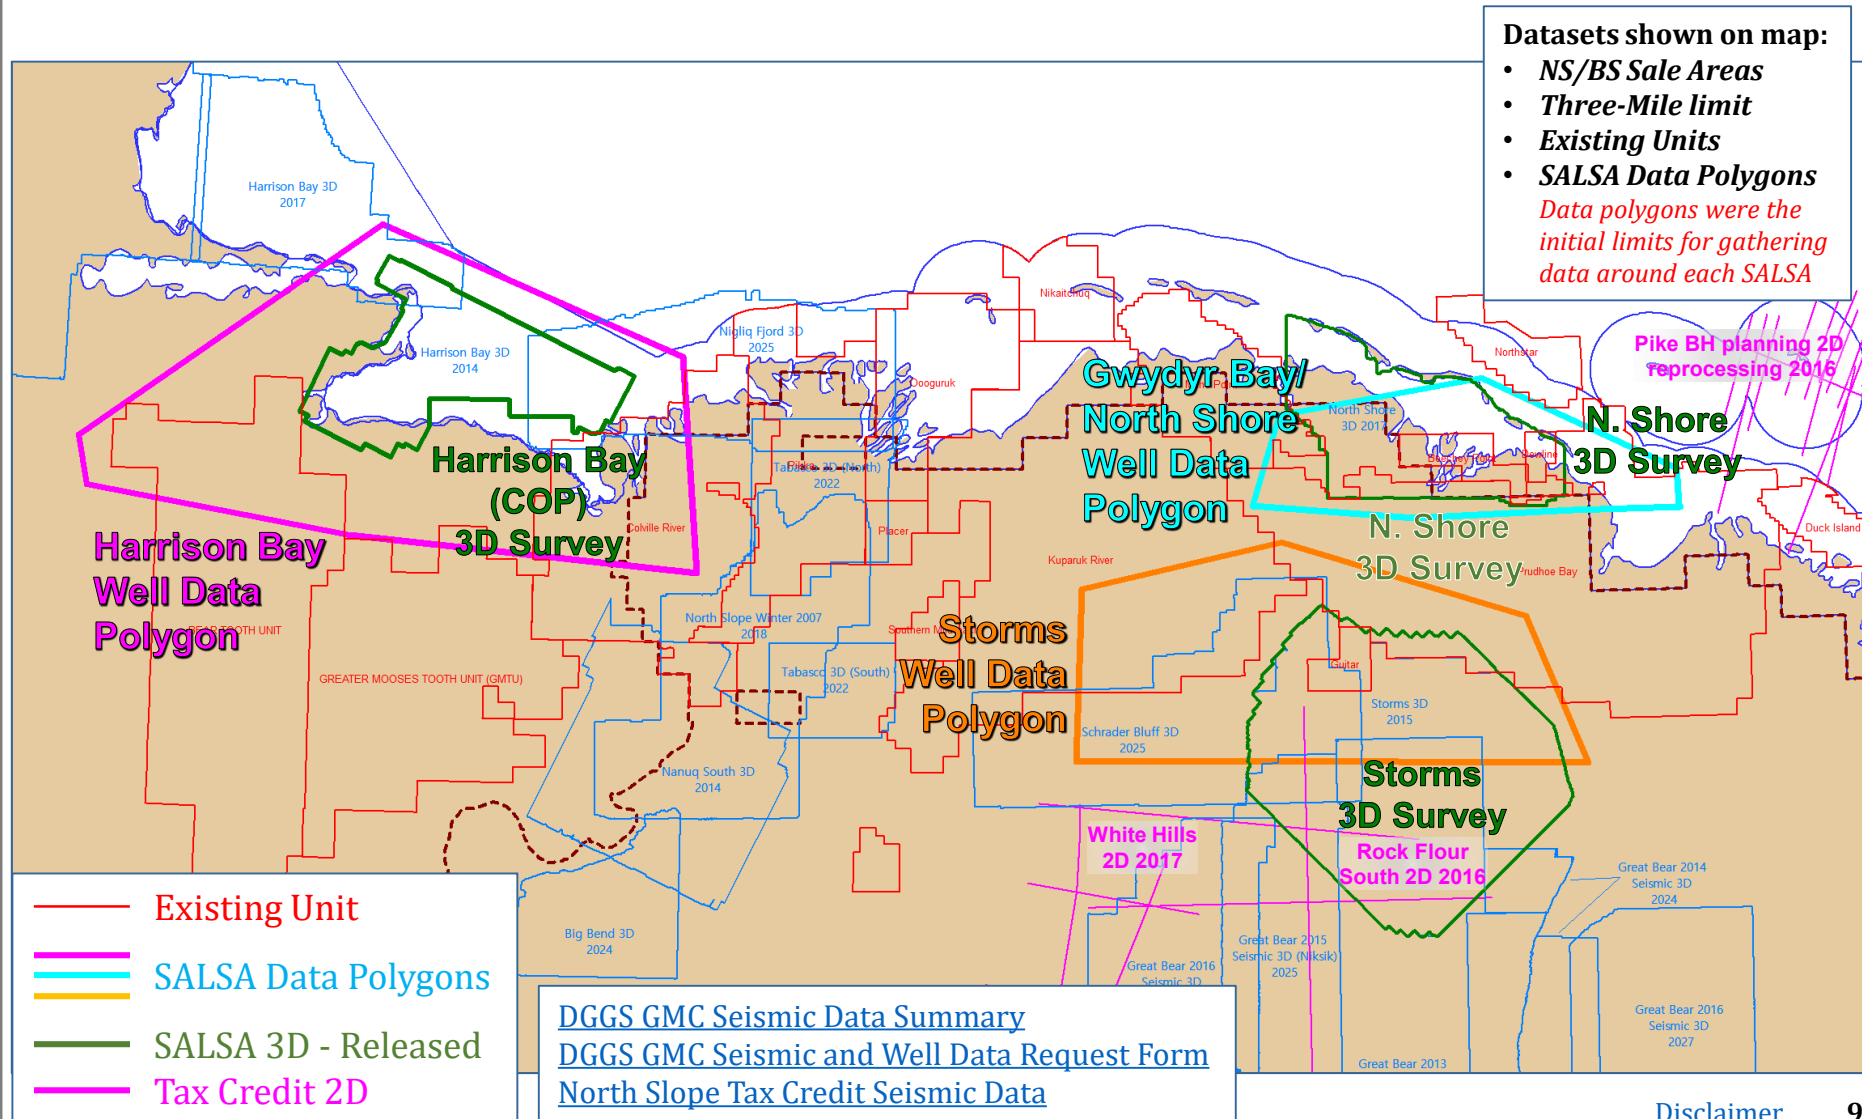 Datasets shown on map:
• NS/BS Sale Areas
• Three-Mile limit
• Existing Units
• SALSA Data Polygons
Data polygons were the
initial limits for gathering
data around each SALSA
Harrison Bay 3D
2017
Harrison Bay 3D
2014
Nigliq Fjord 3D
2025
Nikaitchuq
Oooguruk
Northstar
Pike BH planning 2D
reprocessing 2016
Gwydyr Bay/
North Shore
Well Data
Polygon
North Shore
3D 2017
N. Shore
3D Survey
N. Shore
3D Survey
Prudhoe Bay
Duck Island
Harrison Bay
(COP)
3D Survey
Harrison Bay
Well Data
Polygon
BEAR TOOTH UNIT
GREATER MOOSES TOOTH UNIT (GMTU)
Colville River
Tabasco 3D (North)
2022
Placer
Kuparuk River
North Slope Winter 2007
2018
Tabasco 3D (South)
2022
Storms
Well Data
Polygon
Guitar
Storms 3D
2015
Schrader Bluff 3D
2025
Nanuq South 3D
2014
Storms
3D Survey
White Hills
2D 2017
Rock Flour
South 2D 2016
Great Bear 2014
Seismic 3D
2024
Big Bend 3D
2024
Great Bear 2015
Seismic 3D (Niksik)
2025
Great Bear 2016
Seismic 3D
Great Bear 2016
Seismic 3D
2027
Great Bear 2013
Existing Unit
SALSA Data Polygons
SALSA 3D - Released
Tax Credit 2D
DGGS GMC Seismic Data Summary
DGGS GMC Seismic and Well Data Request Form
North Slope Tax Credit Seismic Data
Disclaimer
9